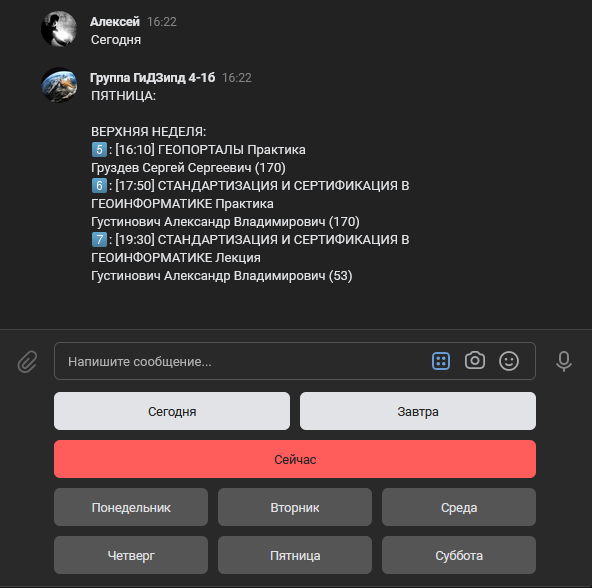 Алексей 16:22
Сегодня
Группа ГиДЗипд 4-1б 16:22
ПЯТНИЦА:
ВЕРХНЯЯ НЕДЕЛЯ:
5️⃣: [16:10] ГЕОПОРТАЛЫ Практика
Груздев Сергей Сергеевич (170)
6️⃣: [17:50] СТАНДАРТИЗАЦИЯ И СЕРТИФИКАЦИЯ В
ГЕОИНФОРМАТИКЕ Практика
Густинович Александр Владимирович (170)
7️⃣: [19:30] СТАНДАРТИЗАЦИЯ И СЕРТИФИКАЦИЯ В
ГЕОИНФОРМАТИКЕ Лекция
Густинович Александр Владимирович (53)
Напишите сообщение...
Сегодня Завтра
Сейчас
Понедельник Вторник Среда
Четверг Пятница Суббота